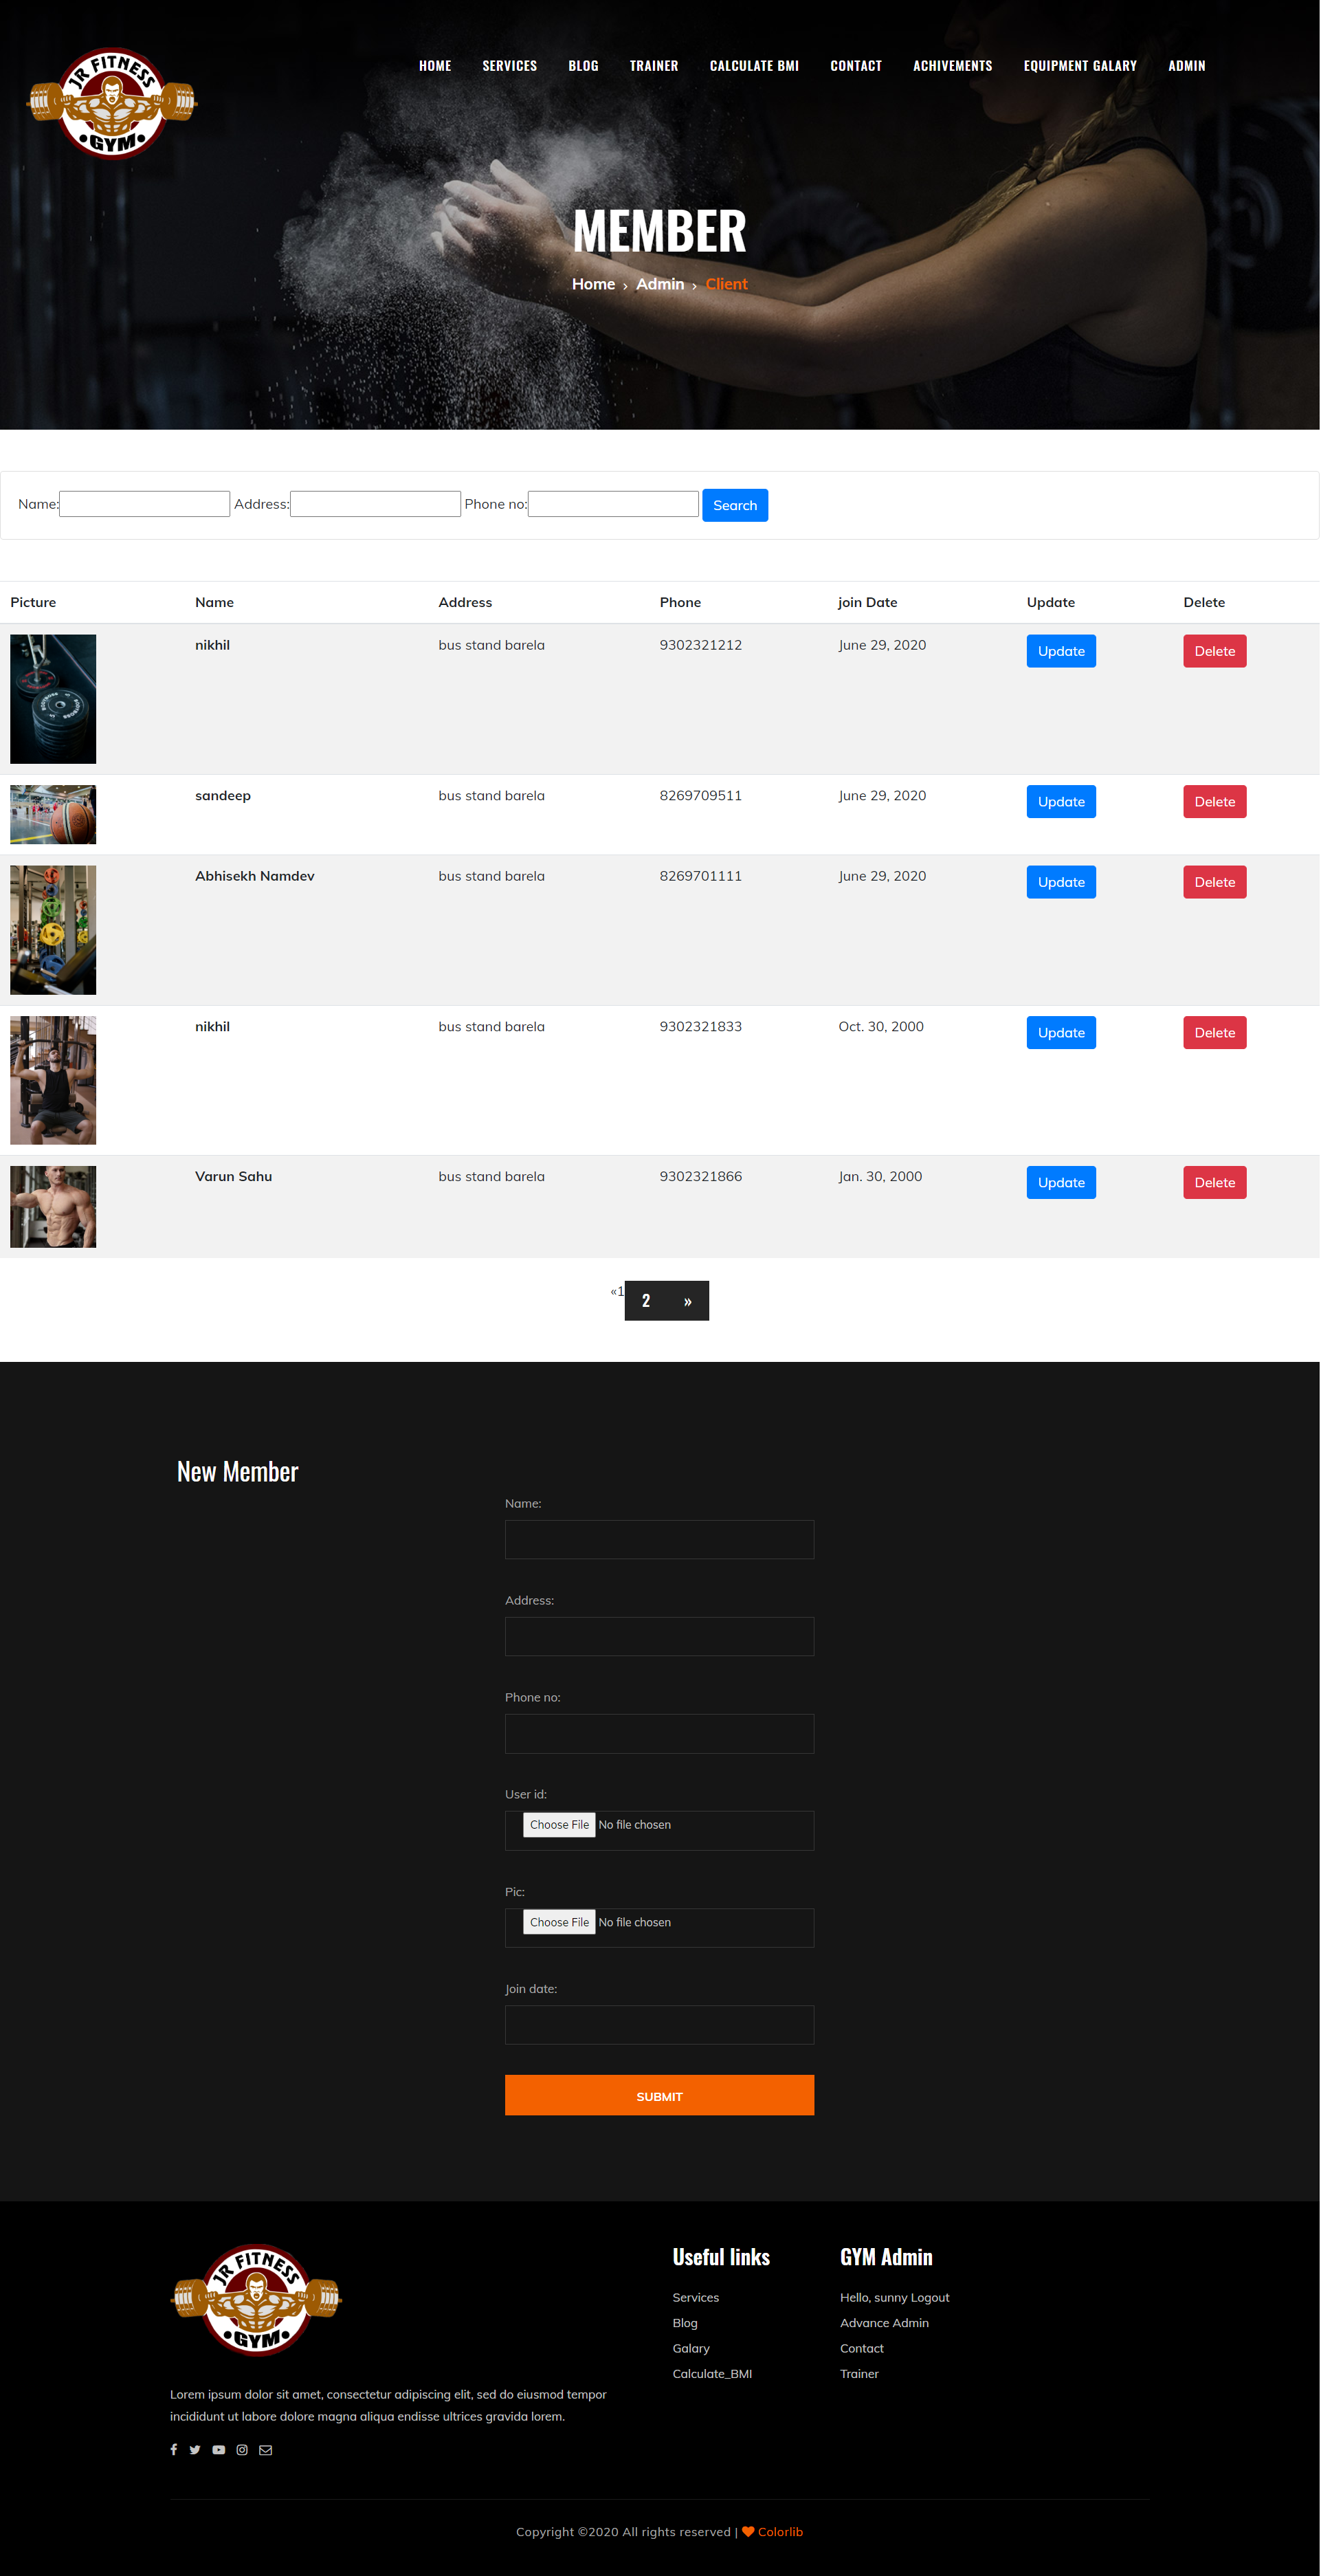 JR FITNESS
GYM
HOME SERVICES BLOG TRAINER CALCULATE BMI CONTACT ACHIVEMENTS EQUIPMENT GALARY ADMIN
MEMBER
Home › Admin › Client
Name: Address: Phone no: Search
Picture Name Address Phone join Date Update Delete
nikhil bus stand barela 9302321212 June 29, 2020 Update Delete
sandeep bus stand barela 8269709511 June 29, 2020 Update Delete
Abhisekh Namdev bus stand barela 8269701111 June 29, 2020 Update Delete
nikhil bus stand barela 9302321833 Oct. 30, 2000 Update Delete
Varun Sahu bus stand barela 9302321866 Jan. 30, 2000 Update Delete
«1 2 »
New Member
Name:
Address:
Phone no:
User id:
Choose File No file chosen
Pic:
Choose File No file chosen
Join date:
SUBMIT
JR FITNESS
GYM
Lorem ipsum dolor sit amet, consectetur adipiscing elit, sed do eiusmod tempor
incididunt ut labore dolore magna aliqua endisse ultrices gravida lorem.
Useful links
Services
Blog
Galary
Calculate_BMI
GYM Admin
Hello, sunny Logout
Advance Admin
Contact
Trainer
Copyright ©2020 All rights reserved | Colorlib